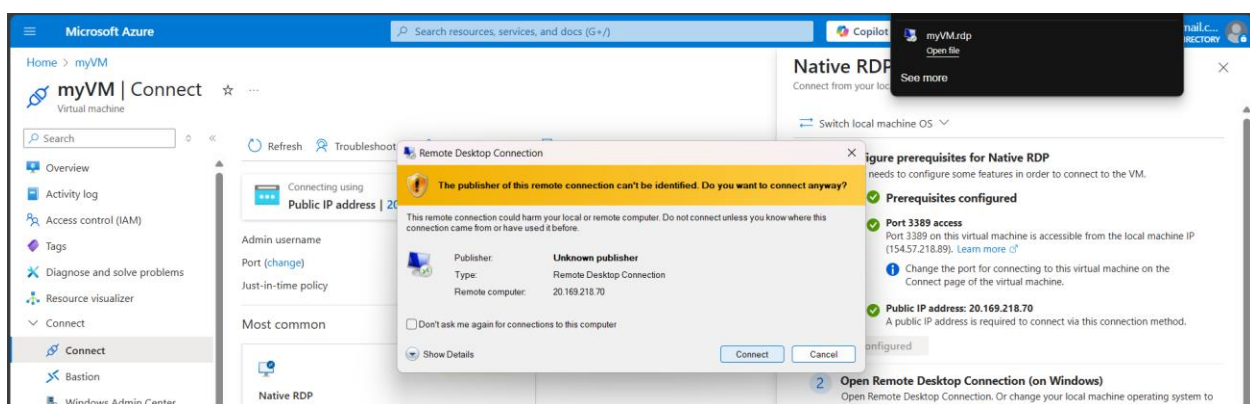 Microsoft Azure
Search resources, services, and docs (G+/)
Copilot
myVM.rdp
Open file
See more
mail.c...
RECTORY
Home > myVM
myVM | Connect
Virtual machine
Search
Overview
Activity log
Access control (IAM)
Tags
Diagnose and solve problems
Resource visualizer
Connect
Connect
Bastion
Windows Admin Center
Refresh
Troubleshoot
Connecting using
Public IP address | 20
Admin username
Port (change)
Just-in-time policy
Most common
Native RDP
Remote Desktop Connection
The publisher of this remote connection can't be identified. Do you want to connect anyway?
This remote connection could harm your local or remote computer. Do not connect unless you know where this
connection came from or have used it before.
Publisher: Unknown publisher
Type: Remote Desktop Connection
Remote computer: 20.169.218.70
Don't ask me again for connections to this computer
Show Details
Connect
Cancel
Native RDP
Connect from your loc
Switch local machine OS
igure prerequisites for Native RDP
needs to configure some features in order to connect to the VM.
Prerequisites configured
Port 3389 access
Port 3389 on this virtual machine is accessible from the local machine IP
(154.57.218.89). Learn more
Change the port for connecting to this virtual machine on the
Connect page of the virtual machine.
Public IP address: 20.169.218.70
A public IP address is required to connect via this connection method.
onfigured
2 Open Remote Desktop Connection (on Windows)
Open Remote Desktop Connection. Or change your local machine operating system to